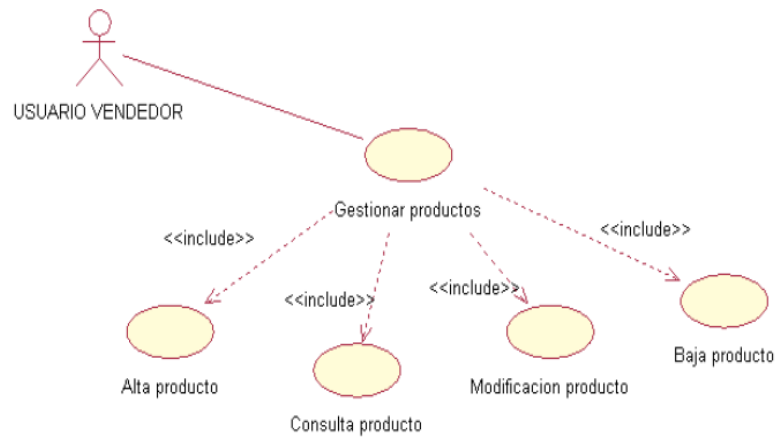 USUARIO VENDEDOR
Gestionar productos
<<include>>
<<include>>
<<include>>
<<include>>
Alta producto
Consulta producto
Modificacion producto
Baja producto